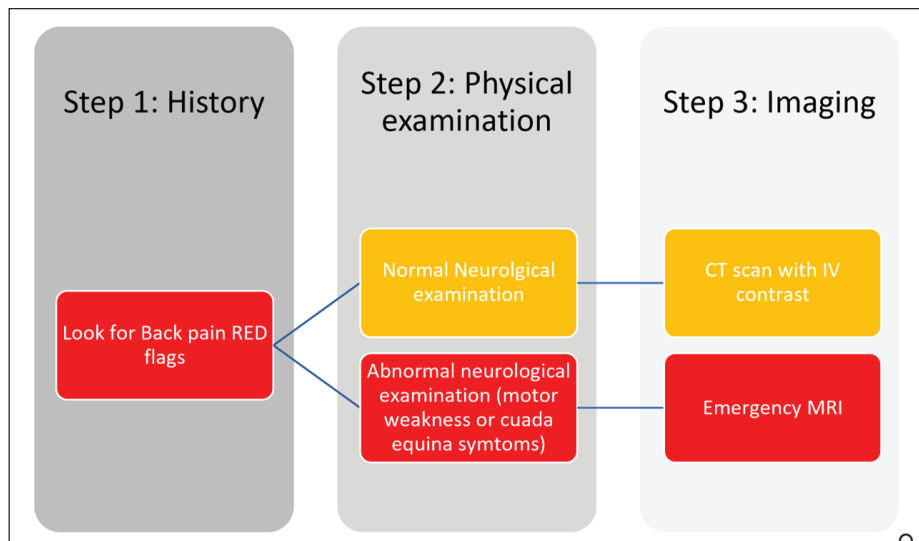 Step 1: History
Look for Back pain RED
flags
Step 2: Physical
examination
Normal Neurolgical
examination
Abnormal neurological
examination (motor
weakness or cuada
equina symtoms)
Step 3: Imaging
CT scan with IV
contrast
Emergency MRI